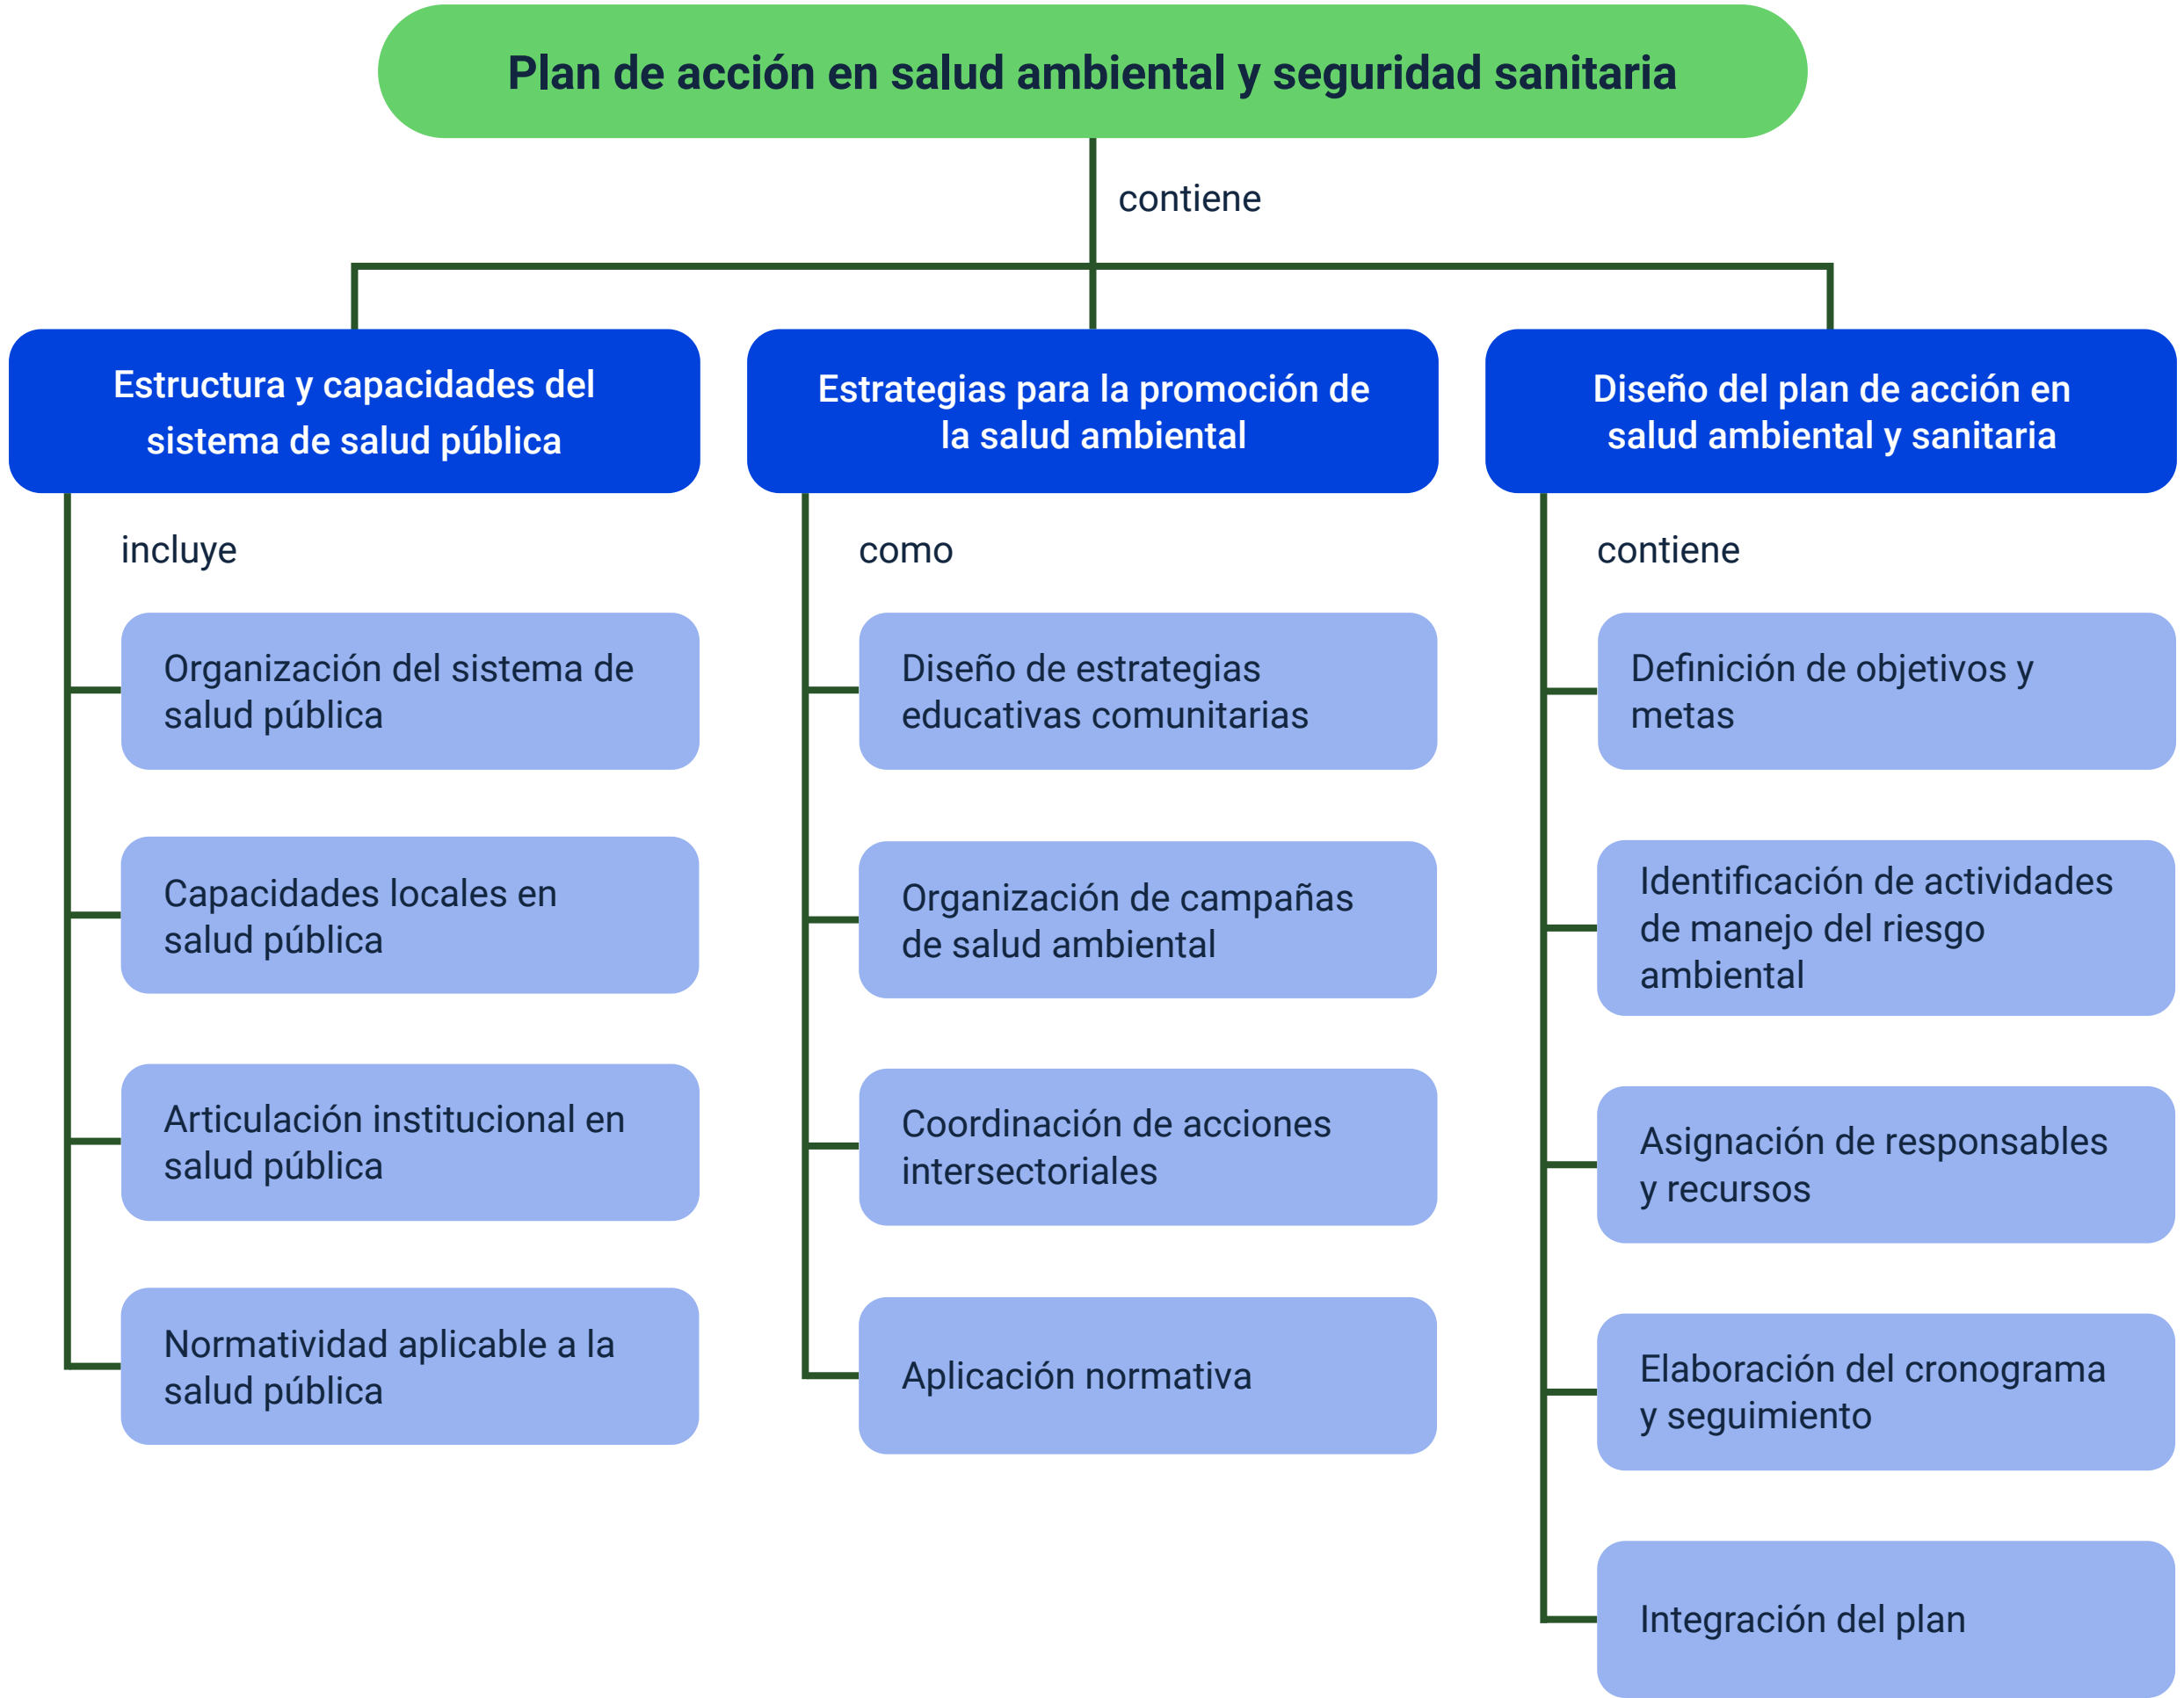 Plan de acción en salud ambiental y seguridad sanitaria
contiene
Estructura y capacidades del
sistema de salud pública
incluye
Organización del sistema de
salud pública
Capacidades locales en
salud pública
Articulación institucional en
salud pública
Normatividad aplicable a la
salud pública
Estrategias para la promoción de
la salud ambiental
como
Diseño de estrategias
educativas comunitarias
Organización de campañas
de salud ambiental
Coordinación de acciones
intersectoriales
Aplicación normativa
Diseño del plan de acción en
salud ambiental y sanitaria
contiene
Definición de objetivos y
metas
Identificación de actividades
de manejo del riesgo
ambiental
Asignación de responsables
y recursos
Elaboración del cronograma
y seguimiento
Integración del plan